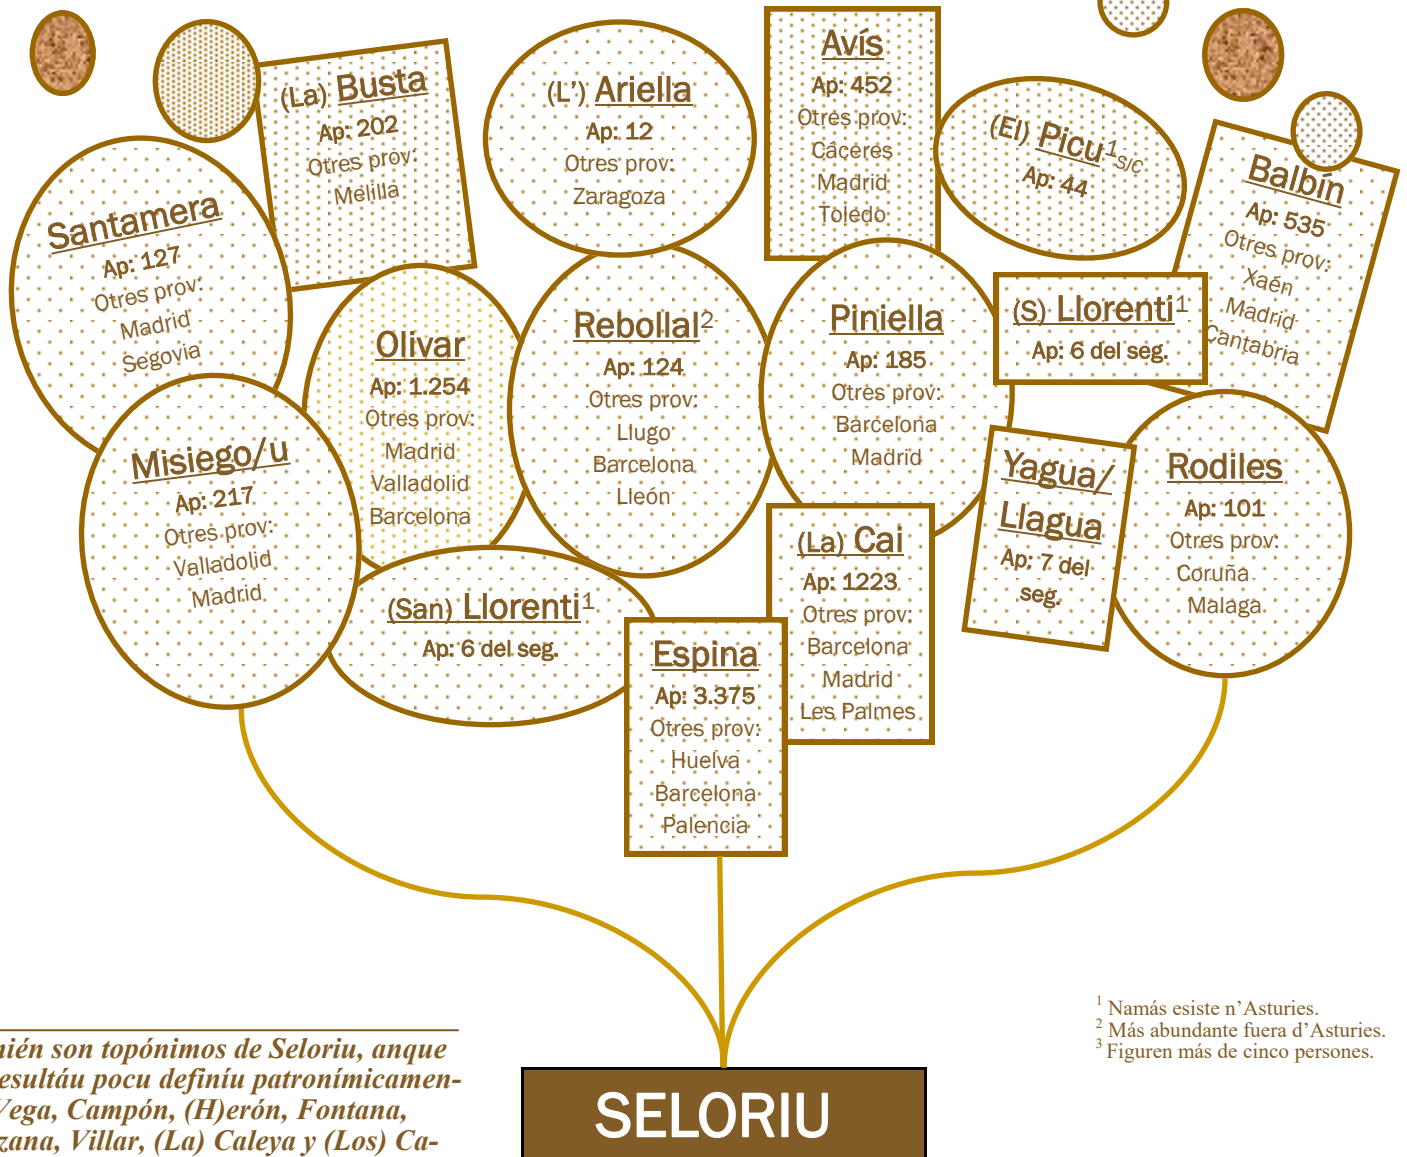 (La) Busta
Ap: 202
Otres prov:
Melilla
(L') Ariella
Ap: 12
Otres prov:
Zaragoza
Avís
Ap: 452
Otres prov:
Cáceres
Madrid
Toledo
(El) Picu¹ SIC
Ap: 44
Balbín
Ap: 535
Otres prov:
Xaén
Madrid
Cantabria
Santamera
Ap: 127
Otres prov:
Madrid
Segovia
Olivar
Ap: 1.254
Otres prov:
Madrid
Valladolid
Barcelona
Rebollal²
Ap: 124
Otres prov:
Llugo
Barcelona
Lleón
Piniella
Ap: 185
Otres prov:
Barcelona
Madrid
(S) Llorenti¹
Ap: 6 del seg.
Misiego/u
Ap: 217
Otres prov:
Valladolid
Madrid
Yagua/
Llagua
Ap: 7 del
seg.
Rodiles
Ap: 101
Otres prov:
Coruña
Malaga
(San) Llorenti¹
Ap: 6 del seg.
(La) Cai
Ap: 1223
Otres prov:
Barcelona
Madrid
Les Palmes
Espina
Ap: 3.375
Otres prov:
Huelva
Barcelona
Palencia
¹ Namás esiste n'Asturies.
² Más abundante fuera d'Asturies.
³ Figuren más de cinco persones.
son topónimos de Seloriu, anque
pocu definíu patronímicamen-
Vega, Campón, (H)erón, Fontana,
Villar, (La) Caleya y (Los) Ca-
SELORIU